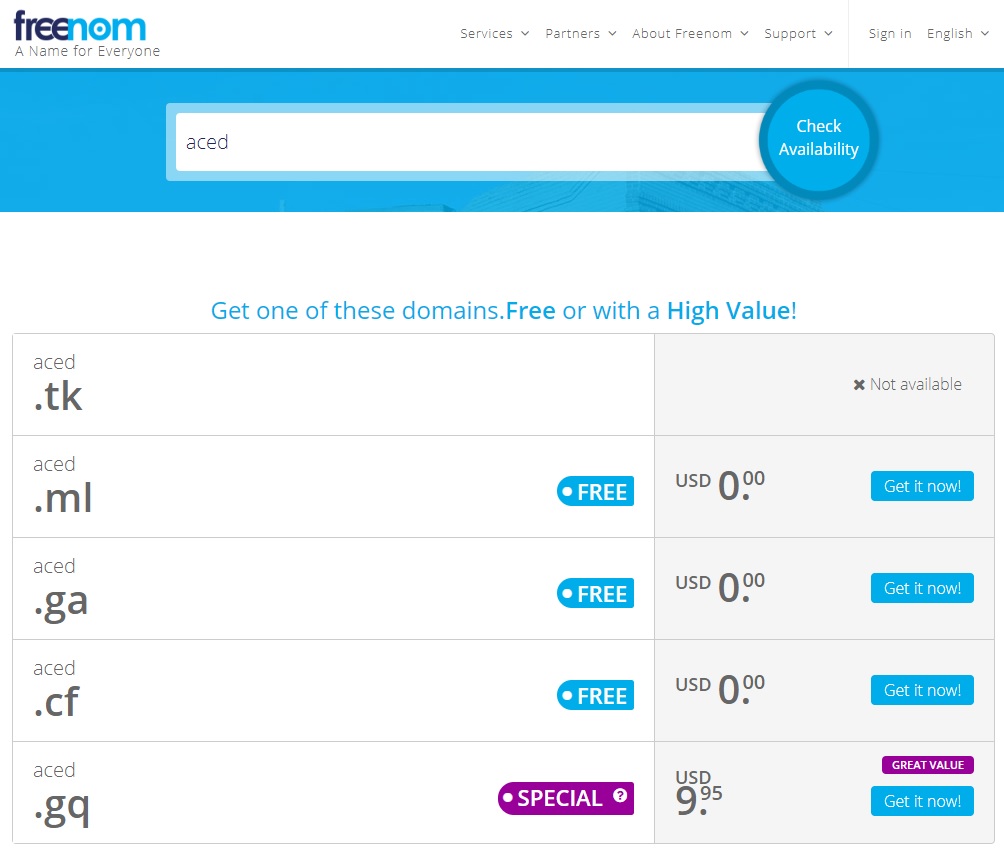 freenom
A Name for Everyone
Services Partners About Freenom Support Sign in English
aced
Check
Availability
Get one of these domains.Free or with a High Value!
aced
.tk
✖ Not available
aced
.ml
FREE
USD 0.00
Get it now!
aced
.ga
FREE
USD 0.00
Get it now!
aced
.cf
FREE
USD 0.00
Get it now!
aced
.gq
SPECIAL ?
USD
9.95
GREAT VALUE
Get it now!